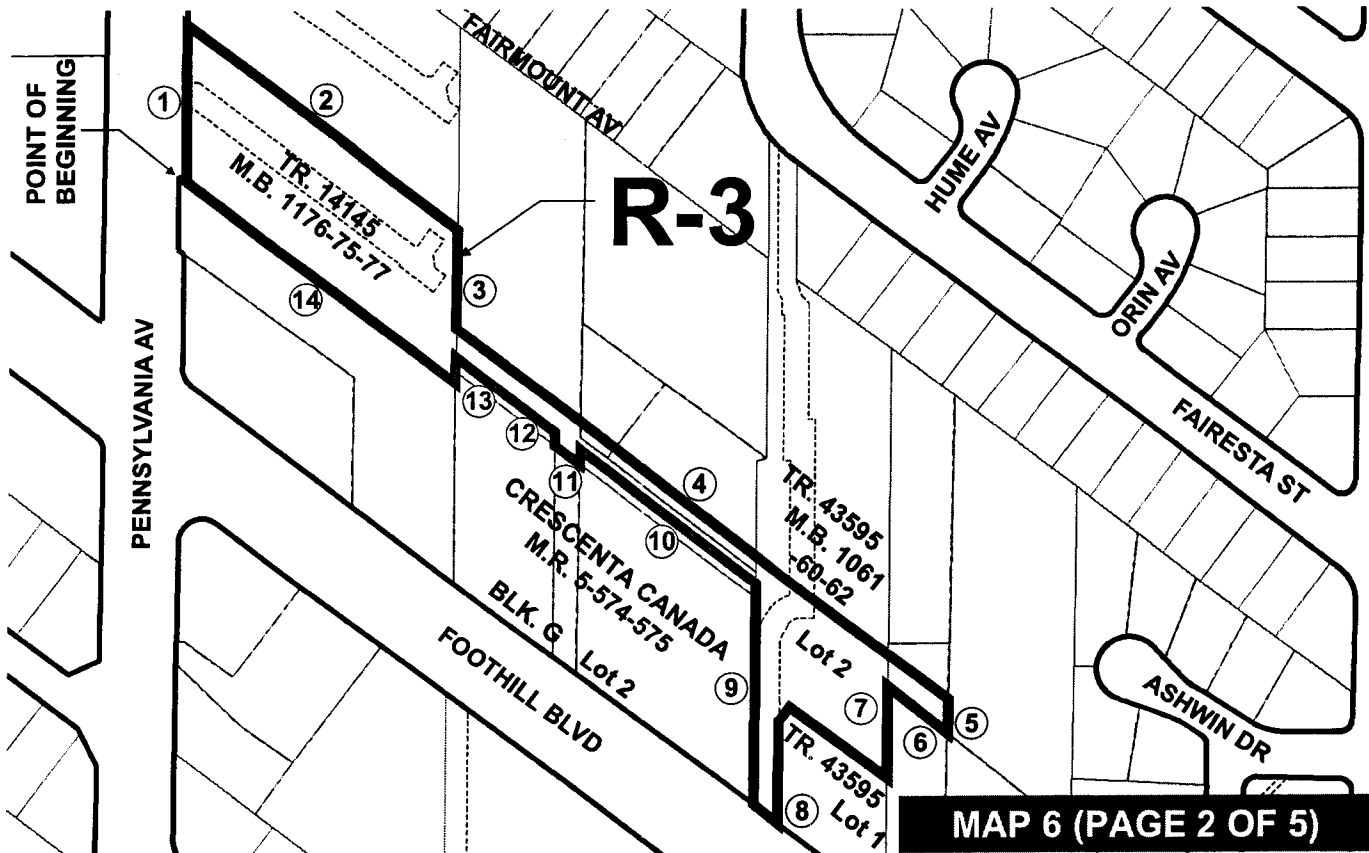 POINT OF
BEGINNING
1
2
FAIRMOUNT AV
TR. 14145
M.B. 1176-75-77
R-3
3
14
HUME AV
ORIN AV
FAIRESTA ST
PENNSYLVANIA AV
13
12
11
4
10
CRESCENTA CANADA
M.R. 5-574-575
BLK. G
Lot 2
TR. 43595
M.B. 1061
-60-62
Lot 2
9
7
6
5
FOOTHILL BLVD
TR. 43595
Lot 1
8
ASHWIN DR
MAP 6 (PAGE 2 OF 5)